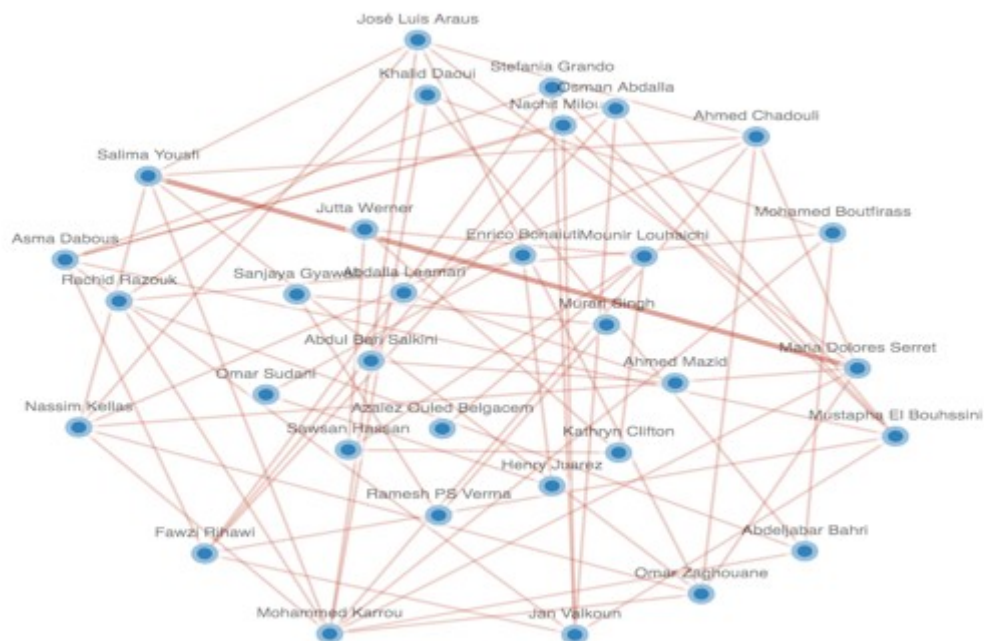 José Luis Araus
Stefania Grando
Khalid Daoui
Osman Abdalla
Nachit Milou
Ahmed Chadouli
Salima Yousfi
Jutta Werner
Mohamed Boutfirass
Asma Dabous
Enrico Bonaiuti
Mounir Louhaichi
Rachid Razouk
Sanjaya Gyawali
Abdalla Leamari
Murari Singh
Abdul Bari Salkini
Maria Dolores Serret
Ahmed Mazid
Omar Sudani
Nassim Kellas
Azaiez Ouled Belgacem
Mustapha El Bouhssini
Sawsan Hassan
Kathryn Clifton
Henry Juarez
Ramesh PS Verma
Fawzi Rihawi
Abdeljabar Bahri
Omar Zaghouane
Mohammed Karrou
Jan Valkoun